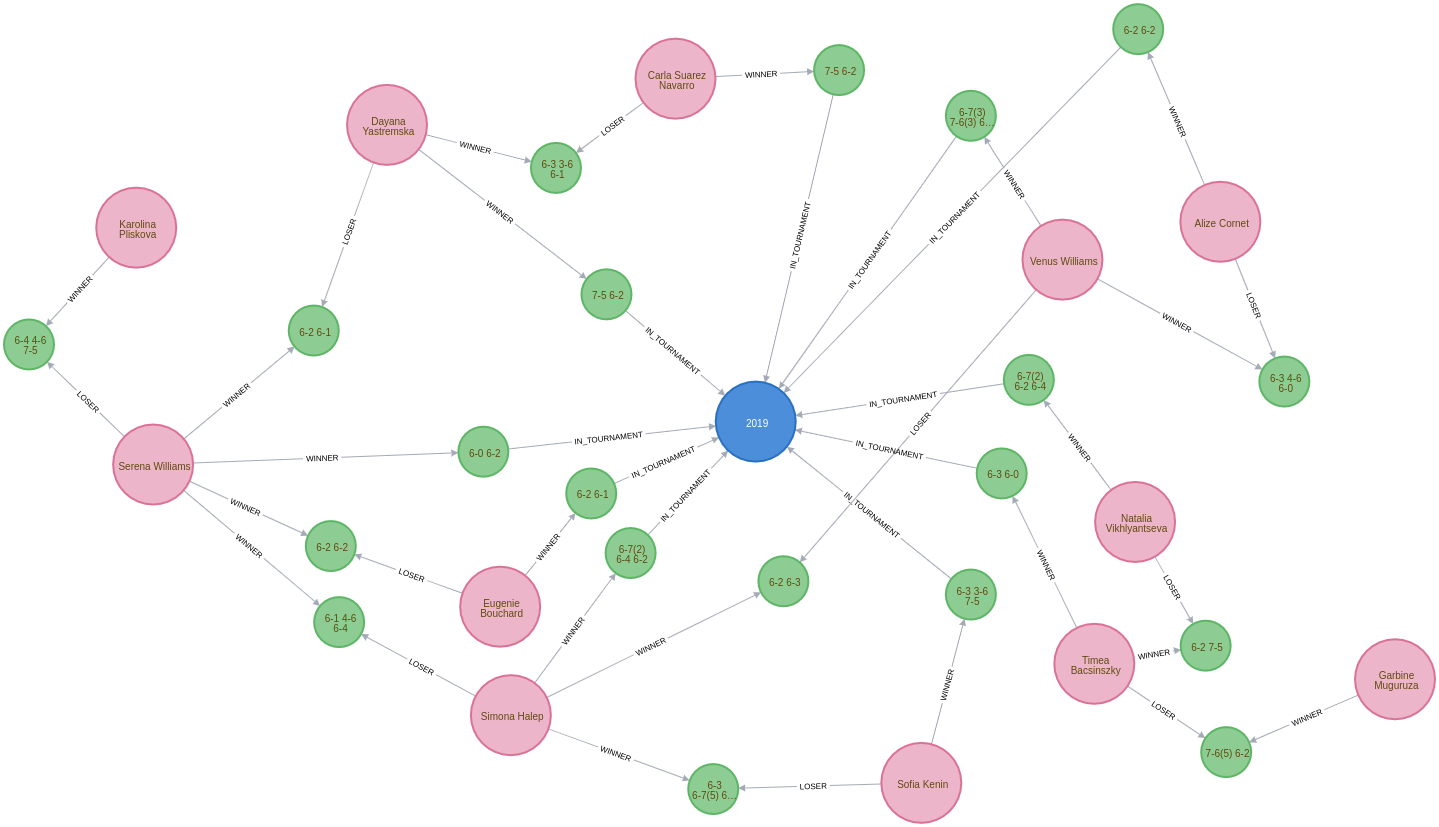 6-2 6-2
Carla Suarez
Navarro
WINNER
7-5 6-2
6-7(3)
7-6(3) 6...
WINNER
Dayana
Yastremska
LOSER
WINNER
6-3 3-6
6-1
WINNER
Karolina
Pliskova
WINNER
LOSER
IN_TOURNAMENT
IN_TOURNAMENT
IN_TOURNAMENT
Venus Williams
Alize Cornet
WINNER
7-5 6-2
LOSER
WINNER
6-4 4-6
7-5
6-2 6-1
IN_TOURNAMENT
6-7(2)
6-2 6-4
6-3 4-6
6-0
LOSER
WINNER
IN_TOURNAMENT
2019
LOSER
WINNER
Serena Williams
WINNER
6-0 6-2
IN_TOURNAMENT
IN_TOURNAMENT
IN_TOURNAMENT
6-3 6-0
WINNER
6-2 6-1
IN_TOURNAMENT
IN_TOURNAMENT
WINNER
Natalia
Vikhlyantseva
WINNER
6-2 6-2
WINNER
6-7(2)
6-4 6-2
WINNER
LOSER
6-2 6-3
6-3 3-6
7-5
LOSER
Eugenie
Bouchard
6-1 4-6
6-4
WINNER
WINNER
6-2 7-5
WINNER
LOSER
Timea
Bacsinszky
Garbine
Muguruza
WINNER
LOSER
WINNER
Simona Halep
WINNER
7-6(5) 6-2
6-3
6-7(5) 6...
LOSER
Sofia Kenin